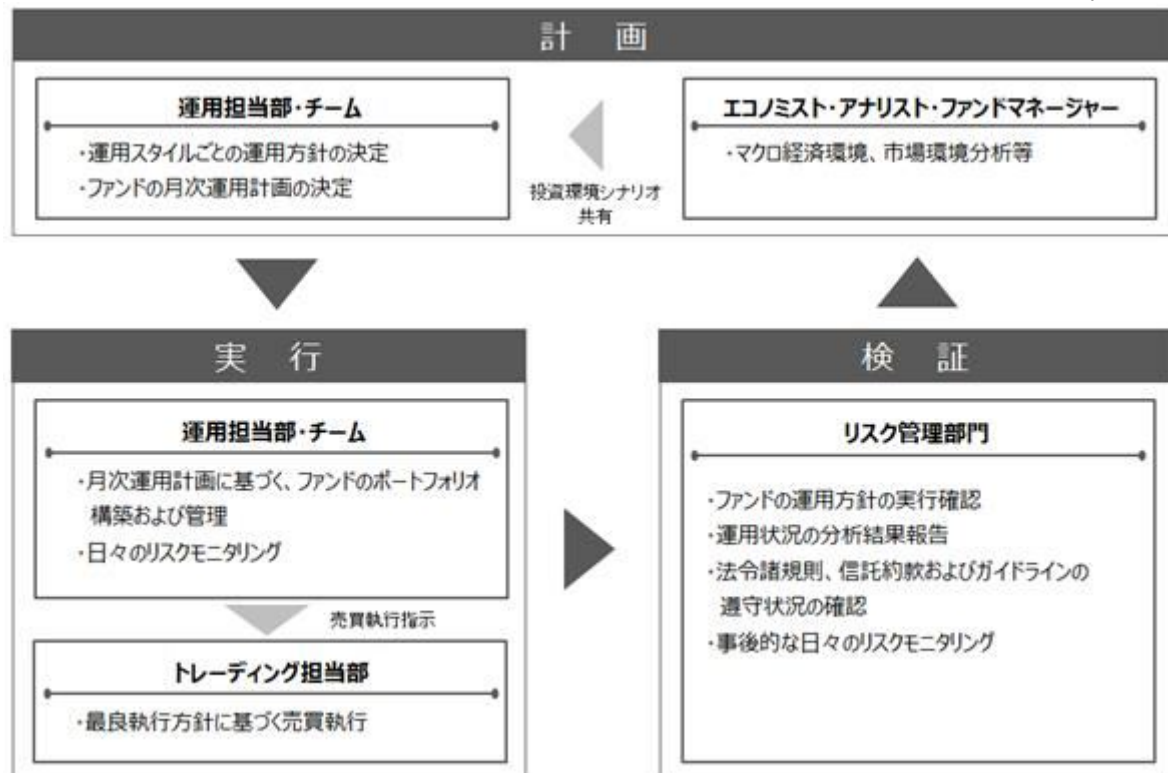 計 画
運用担当部・チーム
・運用スタイルごとの運用方針の決定
・ファンドの月次運用計画の決定
投資環境シナリオ
共有
エコノミスト・アナリスト・ファンドマネージャー
・マクロ経済環境、市場環境分析等
実 行
運用担当部・チーム
・月次運用計画に基づく、ファンドのポートフォリオ
構築および管理
・日々のリスクモニタリング
売買執行指示
トレーディング担当部
・最良執行方針に基づく売買執行
検 証
リスク管理部門
・ファンドの運用方針の実行確認
・運用状況の分析結果報告
・法令諸規則、信託約款およびガイドラインの
遵守状況の確認
・事後的な日々のリスクモニタリング